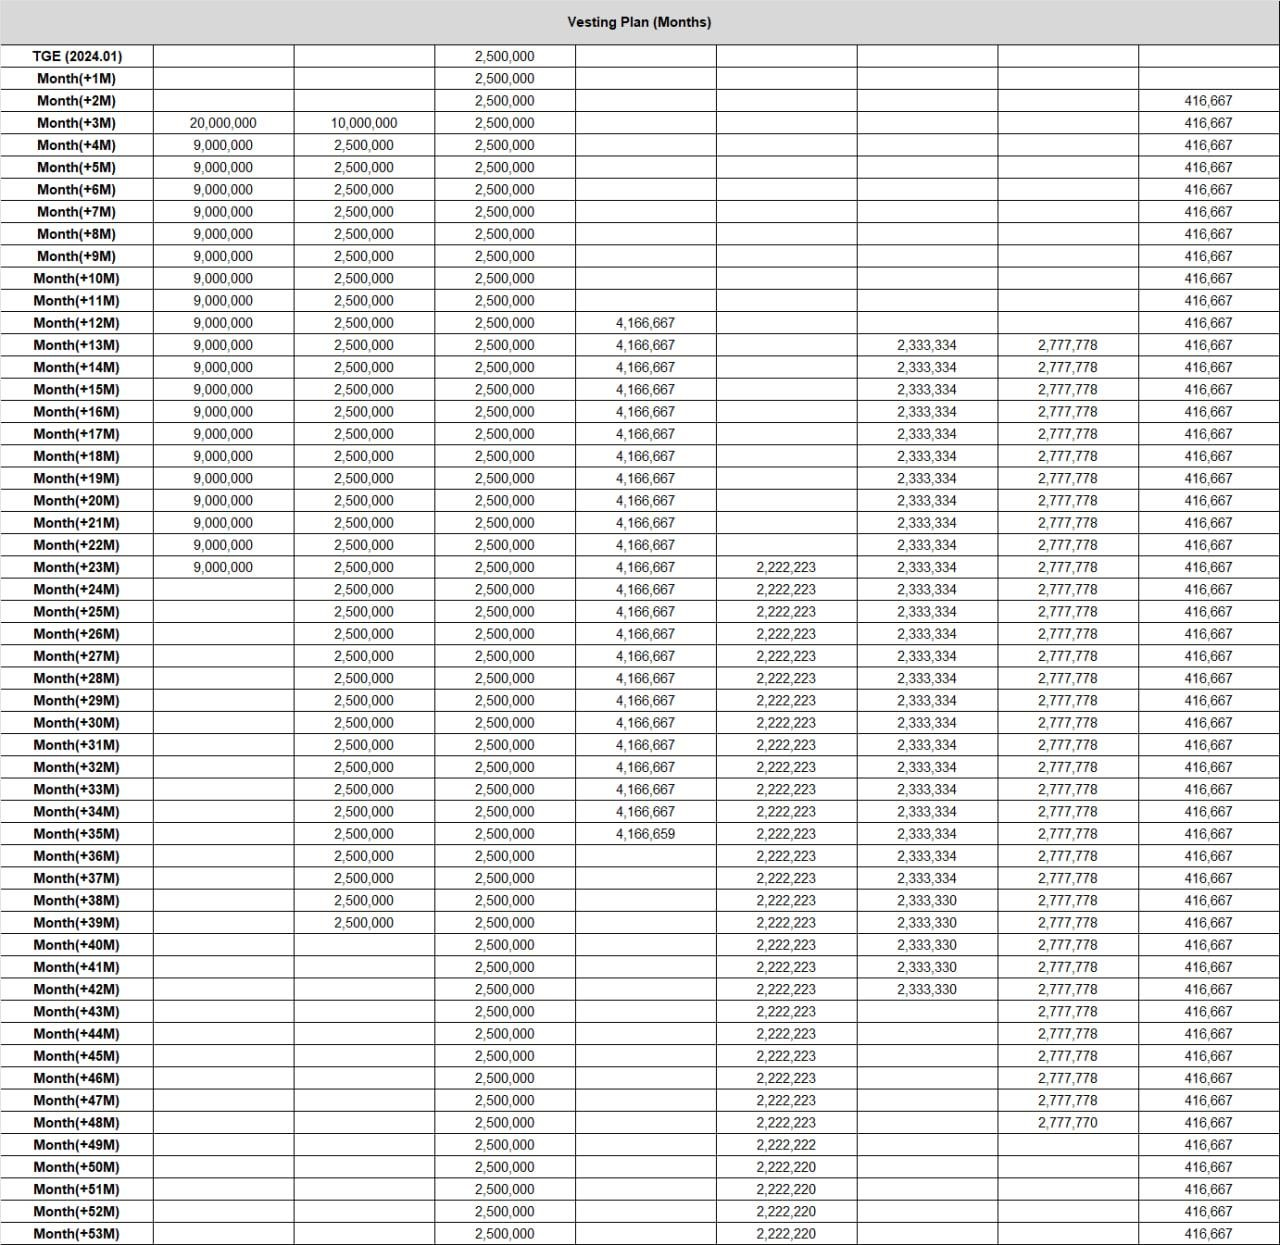 Vesting Plan (Months)
TGE (2024.01) 2,500,000
Month(+1M) 2,500,000
Month(+2M) 2,500,000 416,667
Month(+3M) 20,000,000 10,000,000 2,500,000 416,667
Month(+4M) 9,000,000 2,500,000 2,500,000 416,667
Month(+5M) 9,000,000 2,500,000 2,500,000 416,667
Month(+6M) 9,000,000 2,500,000 2,500,000 416,667
Month(+7M) 9,000,000 2,500,000 2,500,000 416,667
Month(+8M) 9,000,000 2,500,000 2,500,000 416,667
Month(+9M) 9,000,000 2,500,000 2,500,000 416,667
Month(+10M) 9,000,000 2,500,000 2,500,000 416,667
Month(+11M) 9,000,000 2,500,000 2,500,000 416,667
Month(+12M) 9,000,000 2,500,000 2,500,000 4,166,667 416,667
Month(+13M) 9,000,000 2,500,000 2,500,000 4,166,667 2,333,334 2,777,778 416,667
Month(+14M) 9,000,000 2,500,000 2,500,000 4,166,667 2,333,334 2,777,778 416,667
Month(+15M) 9,000,000 2,500,000 2,500,000 4,166,667 2,333,334 2,777,778 416,667
Month(+16M) 9,000,000 2,500,000 2,500,000 4,166,667 2,333,334 2,777,778 416,667
Month(+17M) 9,000,000 2,500,000 2,500,000 4,166,667 2,333,334 2,777,778 416,667
Month(+18M) 9,000,000 2,500,000 2,500,000 4,166,667 2,333,334 2,777,778 416,667
Month(+19M) 9,000,000 2,500,000 2,500,000 4,166,667 2,333,334 2,777,778 416,667
Month(+20M) 9,000,000 2,500,000 2,500,000 4,166,667 2,333,334 2,777,778 416,667
Month(+21M) 9,000,000 2,500,000 2,500,000 4,166,667 2,333,334 2,777,778 416,667
Month(+22M) 9,000,000 2,500,000 2,500,000 4,166,667 2,333,334 2,777,778 416,667
Month(+23M) 9,000,000 2,500,000 2,500,000 4,166,667 2,222,223 2,333,334 2,777,778 416,667
Month(+24M) 2,500,000 2,500,000 4,166,667 2,222,223 2,333,334 2,777,778 416,667
Month(+25M) 2,500,000 2,500,000 4,166,667 2,222,223 2,333,334 2,777,778 416,667
Month(+26M) 2,500,000 2,500,000 4,166,667 2,222,223 2,333,334 2,777,778 416,667
Month(+27M) 2,500,000 2,500,000 4,166,667 2,222,223 2,333,334 2,777,778 416,667
Month(+28M) 2,500,000 2,500,000 4,166,667 2,222,223 2,333,334 2,777,778 416,667
Month(+29M) 2,500,000 2,500,000 4,166,667 2,222,223 2,333,334 2,777,778 416,667
Month(+30M) 2,500,000 2,500,000 4,166,667 2,222,223 2,333,334 2,777,778 416,667
Month(+31M) 2,500,000 2,500,000 4,166,667 2,222,223 2,333,334 2,777,778 416,667
Month(+32M) 2,500,000 2,500,000 4,166,667 2,222,223 2,333,334 2,777,778 416,667
Month(+33M) 2,500,000 2,500,000 4,166,667 2,222,223 2,333,334 2,777,778 416,667
Month(+34M) 2,500,000 2,500,000 4,166,667 2,222,223 2,333,334 2,777,778 416,667
Month(+35M) 2,500,000 2,500,000 4,166,659 2,222,223 2,333,334 2,777,778 416,667
Month(+36M) 2,500,000 2,500,000 2,222,223 2,333,334 2,777,778 416,667
Month(+37M) 2,500,000 2,500,000 2,222,223 2,333,334 2,777,778 416,667
Month(+38M) 2,500,000 2,500,000 2,222,223 2,333,330 2,777,778 416,667
Month(+39M) 2,500,000 2,500,000 2,222,223 2,333,330 2,777,778 416,667
Month(+40M) 2,500,000 2,222,223 2,333,330 2,777,778 416,667
Month(+41M) 2,500,000 2,222,223 2,333,330 2,777,778 416,667
Month(+42M) 2,500,000 2,222,223 2,333,330 2,777,778 416,667
Month(+43M) 2,500,000 2,222,223 2,777,778 416,667
Month(+44M) 2,500,000 2,222,223 2,777,778 416,667
Month(+45M) 2,500,000 2,222,223 2,777,778 416,667
Month(+46M) 2,500,000 2,222,223 2,777,778 416,667
Month(+47M) 2,500,000 2,222,223 2,777,778 416,667
Month(+48M) 2,500,000 2,222,223 2,777,770 416,667
Month(+49M) 2,500,000 2,222,222 416,667
Month(+50M) 2,500,000 2,222,220 416,667
Month(+51M) 2,500,000 2,222,220 416,667
Month(+52M) 2,500,000 2,222,220 416,667
Month(+53M) 2,500,000 2,222,220 416,667